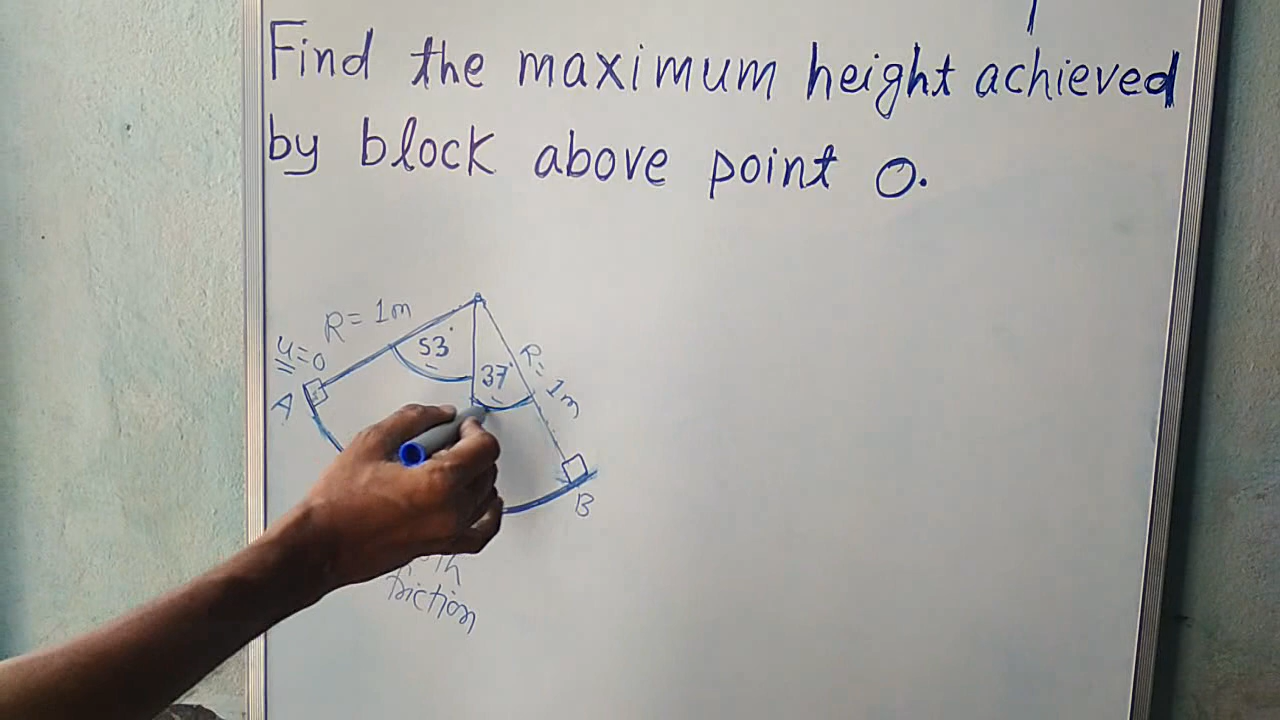 Find the maximum height achieved
by block above point O.
R = 1m
u=0
53°
37°
R = 1m
A
B
friction